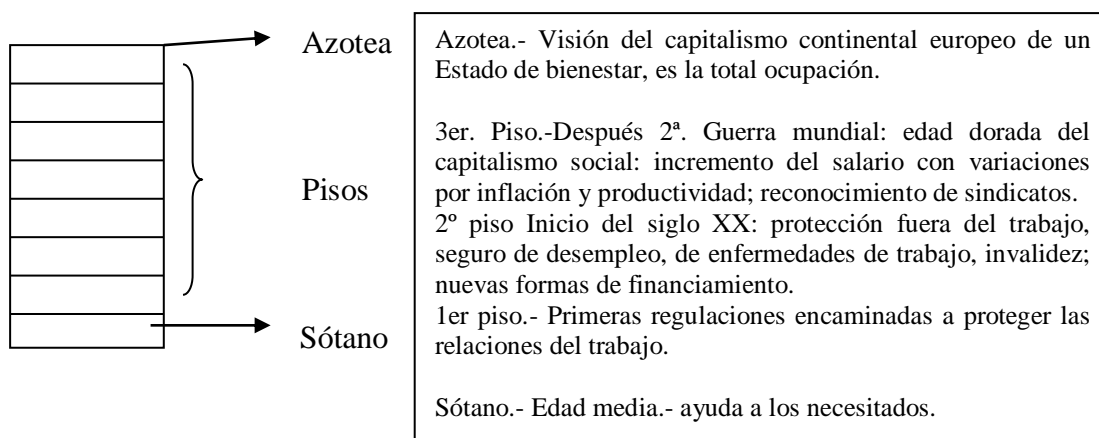 Azotea
Pisos
Sótano
Azotea.- Visión del capitalismo continental europeo de un
Estado de bienestar, es la total ocupación.
3er. Piso.-Después 2ª. Guerra mundial: edad dorada del
capitalismo social: incremento del salario con variaciones
por inflación y productividad; reconocimiento de sindicatos.
2º piso Inicio del siglo XX: protección fuera del trabajo,
seguro de desempleo, de enfermedades de trabajo, invalidez;
nuevas formas de financiamiento.
1er piso.- Primeras regulaciones encaminadas a proteger las
relaciones del trabajo.
Sótano.- Edad media.- ayuda a los necesitados.